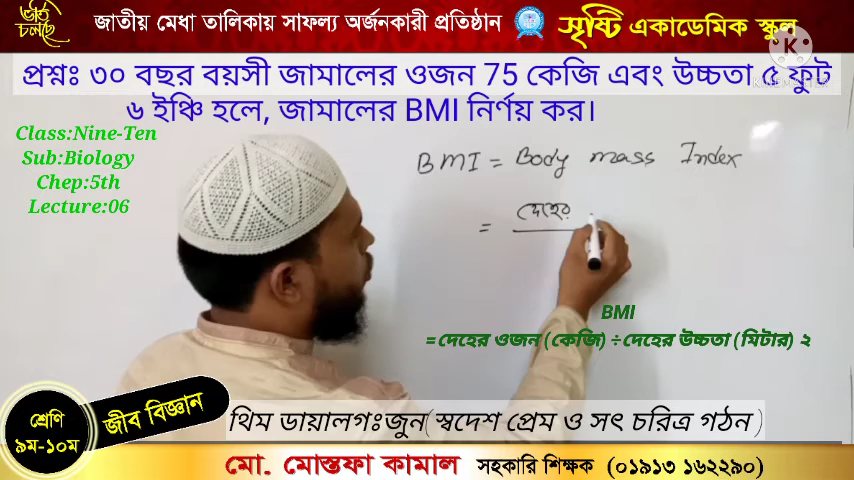 ভর্তি চলছে
জাতীয় মেধা তালিকায় সাফল্য অর্জনকারী প্রতিষ্ঠান সৃষ্টি একাডেমিক স্কুল
প্রশ্নঃ ৩০ বছর বয়সী জামালের ওজন 75 কেজি এবং উচ্চতা ৫ ফুট
৬ ইঞ্চি হলে, জামালের BMI নির্ণয় কর।
Class:Nine-Ten
Sub:Biology
Chep:5th
Lecture:06
BMI = Body mass Index
= দেহের
BMI
=দেহের ওজন (কেজি) ÷দেহের উচ্চতা (মিটার) ২
শ্রেণি
৯ম-১০ম
জীব বিজ্ঞান
থিম ডায়ালগঃজুন(স্বদেশ প্রেম ও সৎ চরিত্র গঠন)
মো. মোস্তফা কামাল সহকারি শিক্ষক (০১৯১৩ ১৬২২৯০)